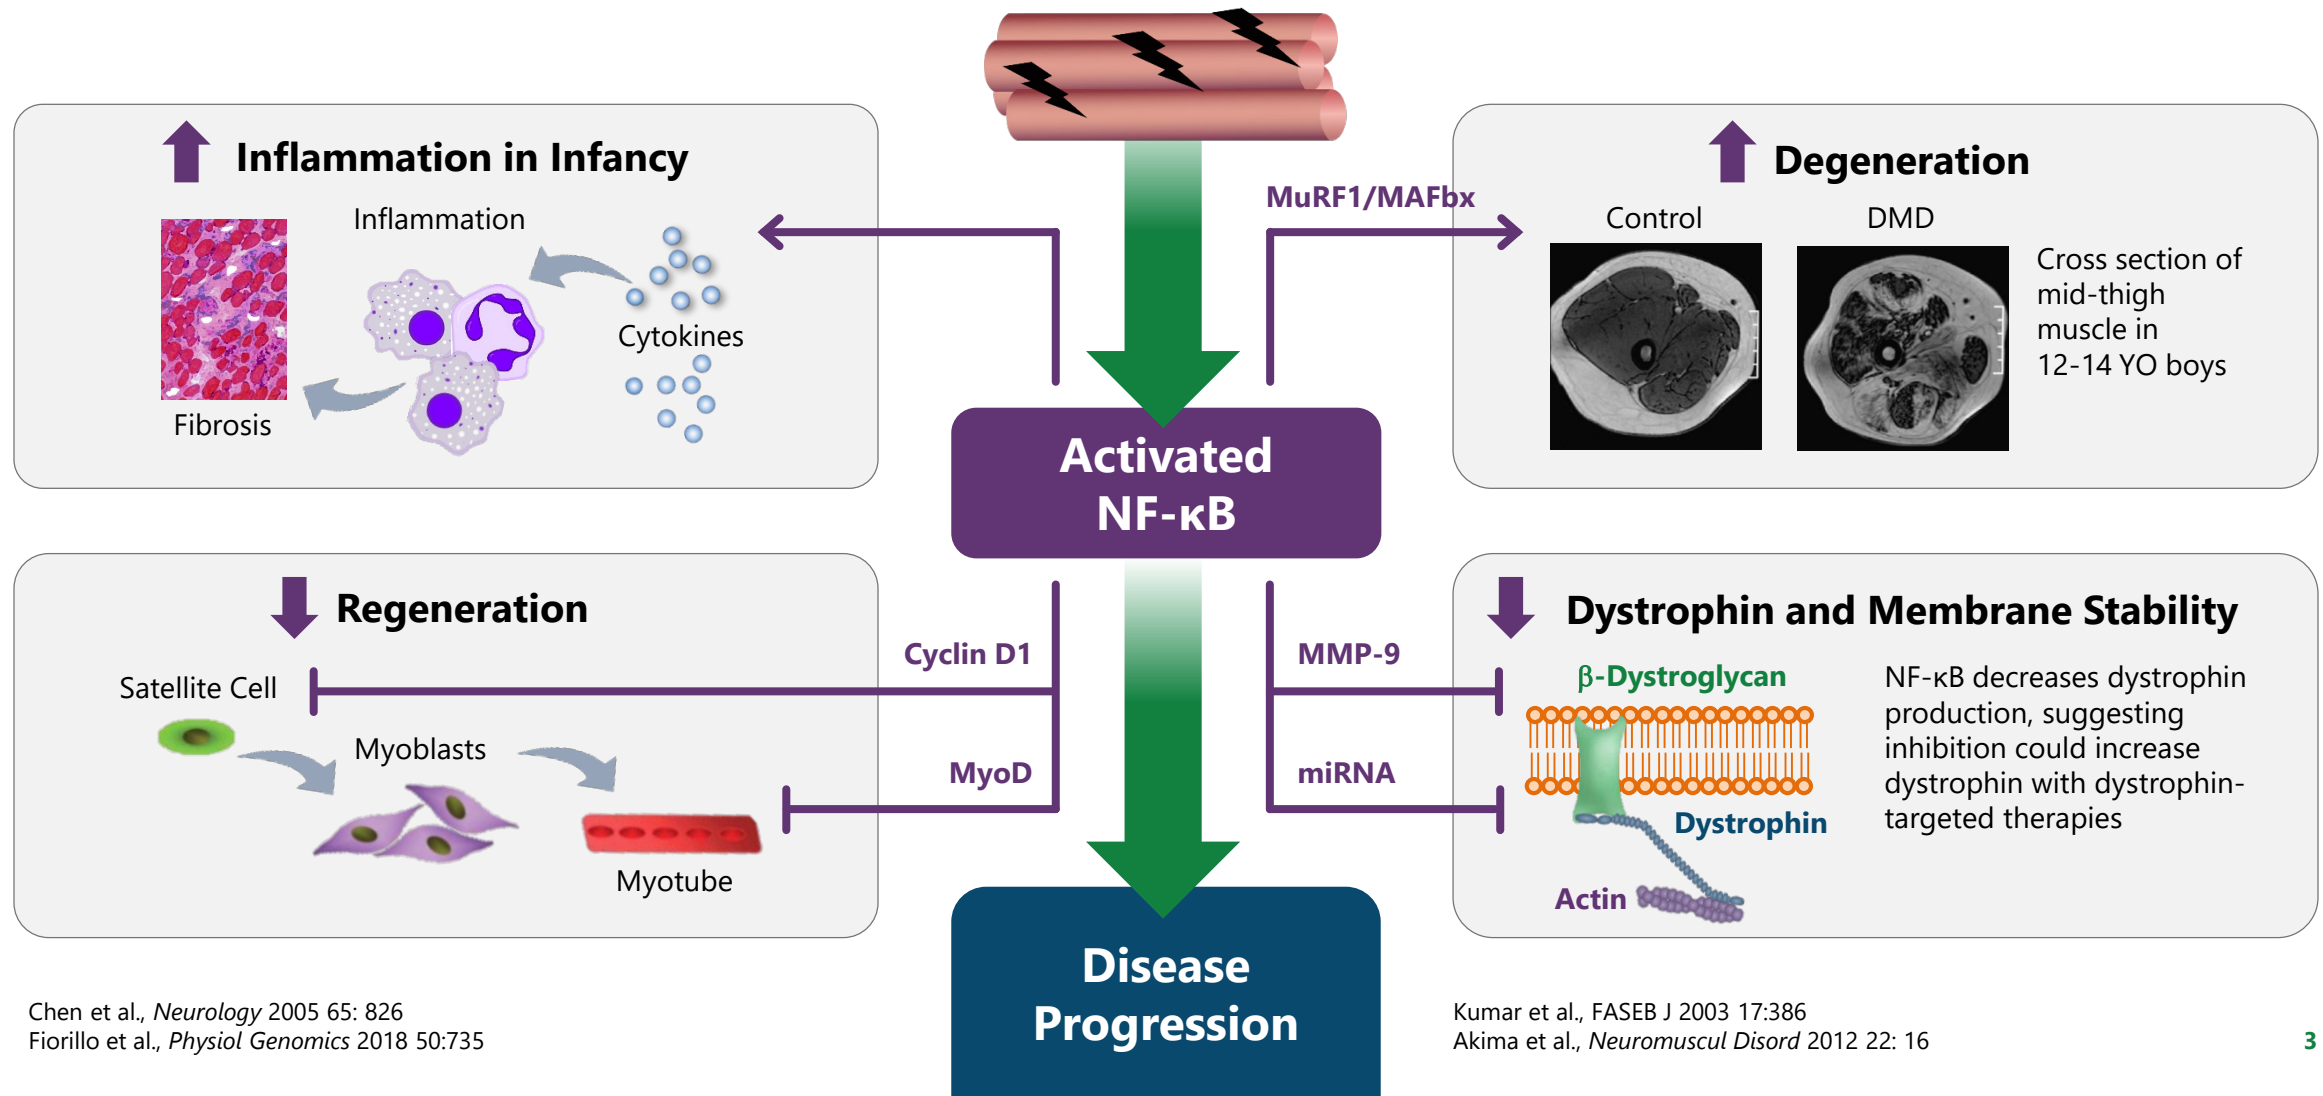 Inflammation in Infancy
Inflammation
Cytokines
Fibrosis
MuRF1/MAFbx
Degeneration
Control
DMD
Cross section of
mid-thigh
muscle in
12-14 YO boys
Activated
NF-κB
Regeneration
Satellite Cell
Myoblasts
Myotube
Cyclin D1
MyoD
MMP-9
miRNA
Dystrophin and Membrane Stability
β-Dystroglycan
Dystrophin
Actin
NF-κB decreases dystrophin
production, suggesting
inhibition could increase
dystrophin with dystrophin-
targeted therapies
Disease
Progression
Chen et al., Neurology 2005 65: 826
Fiorillo et al., Physiol Genomics 2018 50:735
Kumar et al., FASEB J 2003 17:386
Akima et al., Neuromuscul Disord 2012 22: 16
3